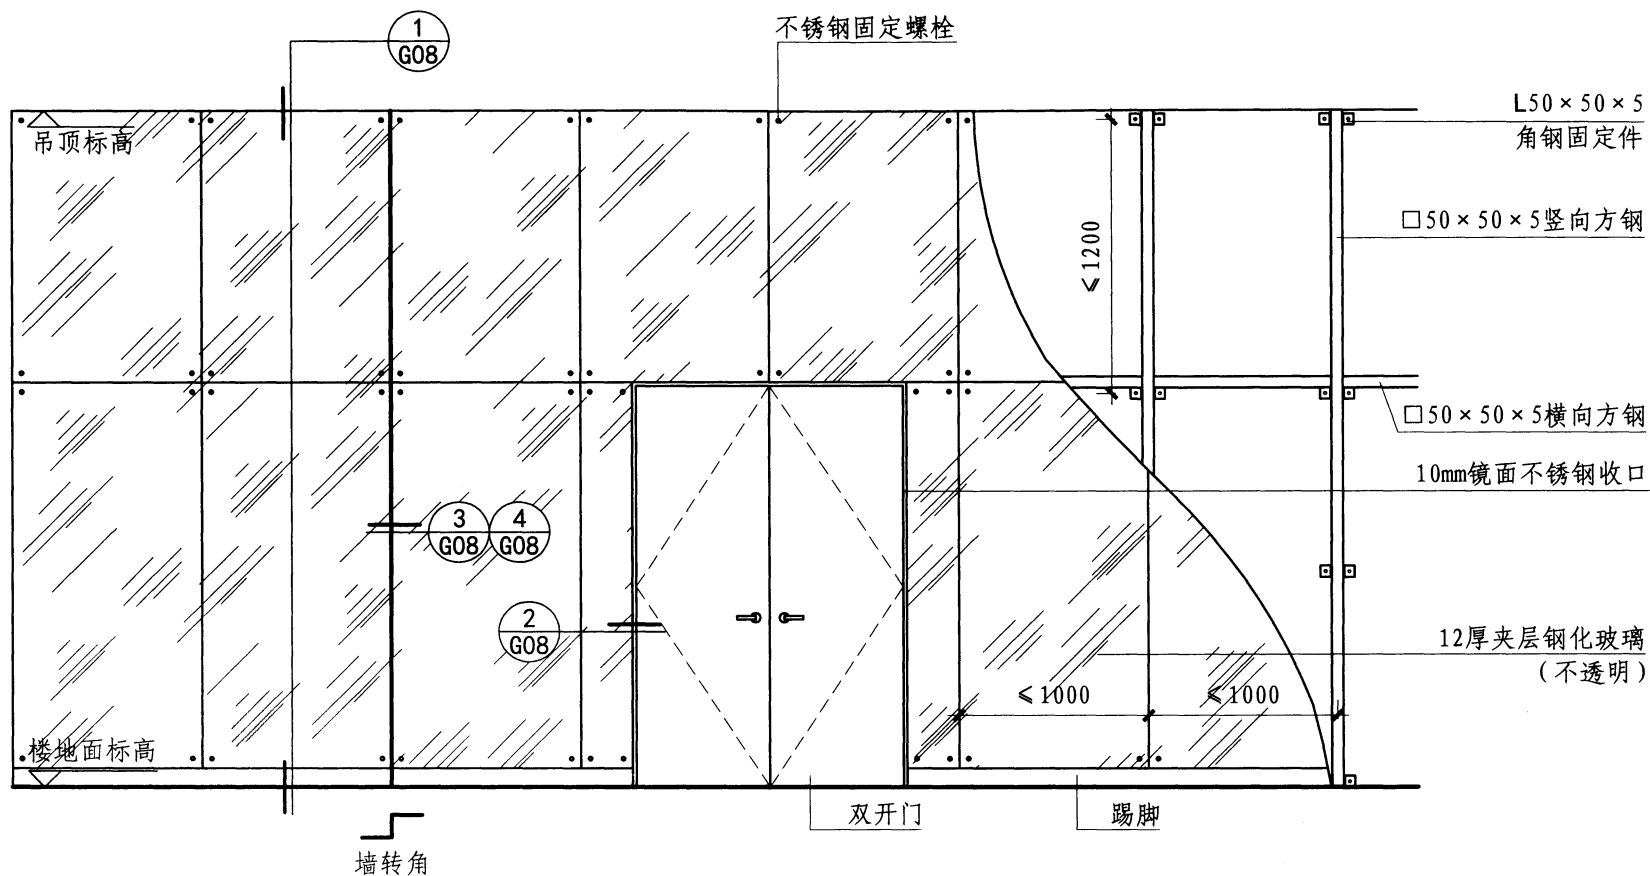 1
G08
不锈钢固定螺栓
L50×50×5
角钢固定件
吊顶标高
□50×50×5竖向方钢
≤1200
□50×50×5横向方钢
10mm镜面不锈钢收口
3
G08
4
G08
2
G08
12厚夹层钢化玻璃
(不透明)
≤1000
≤1000
楼地面标高
双开门
踢脚
墙转角